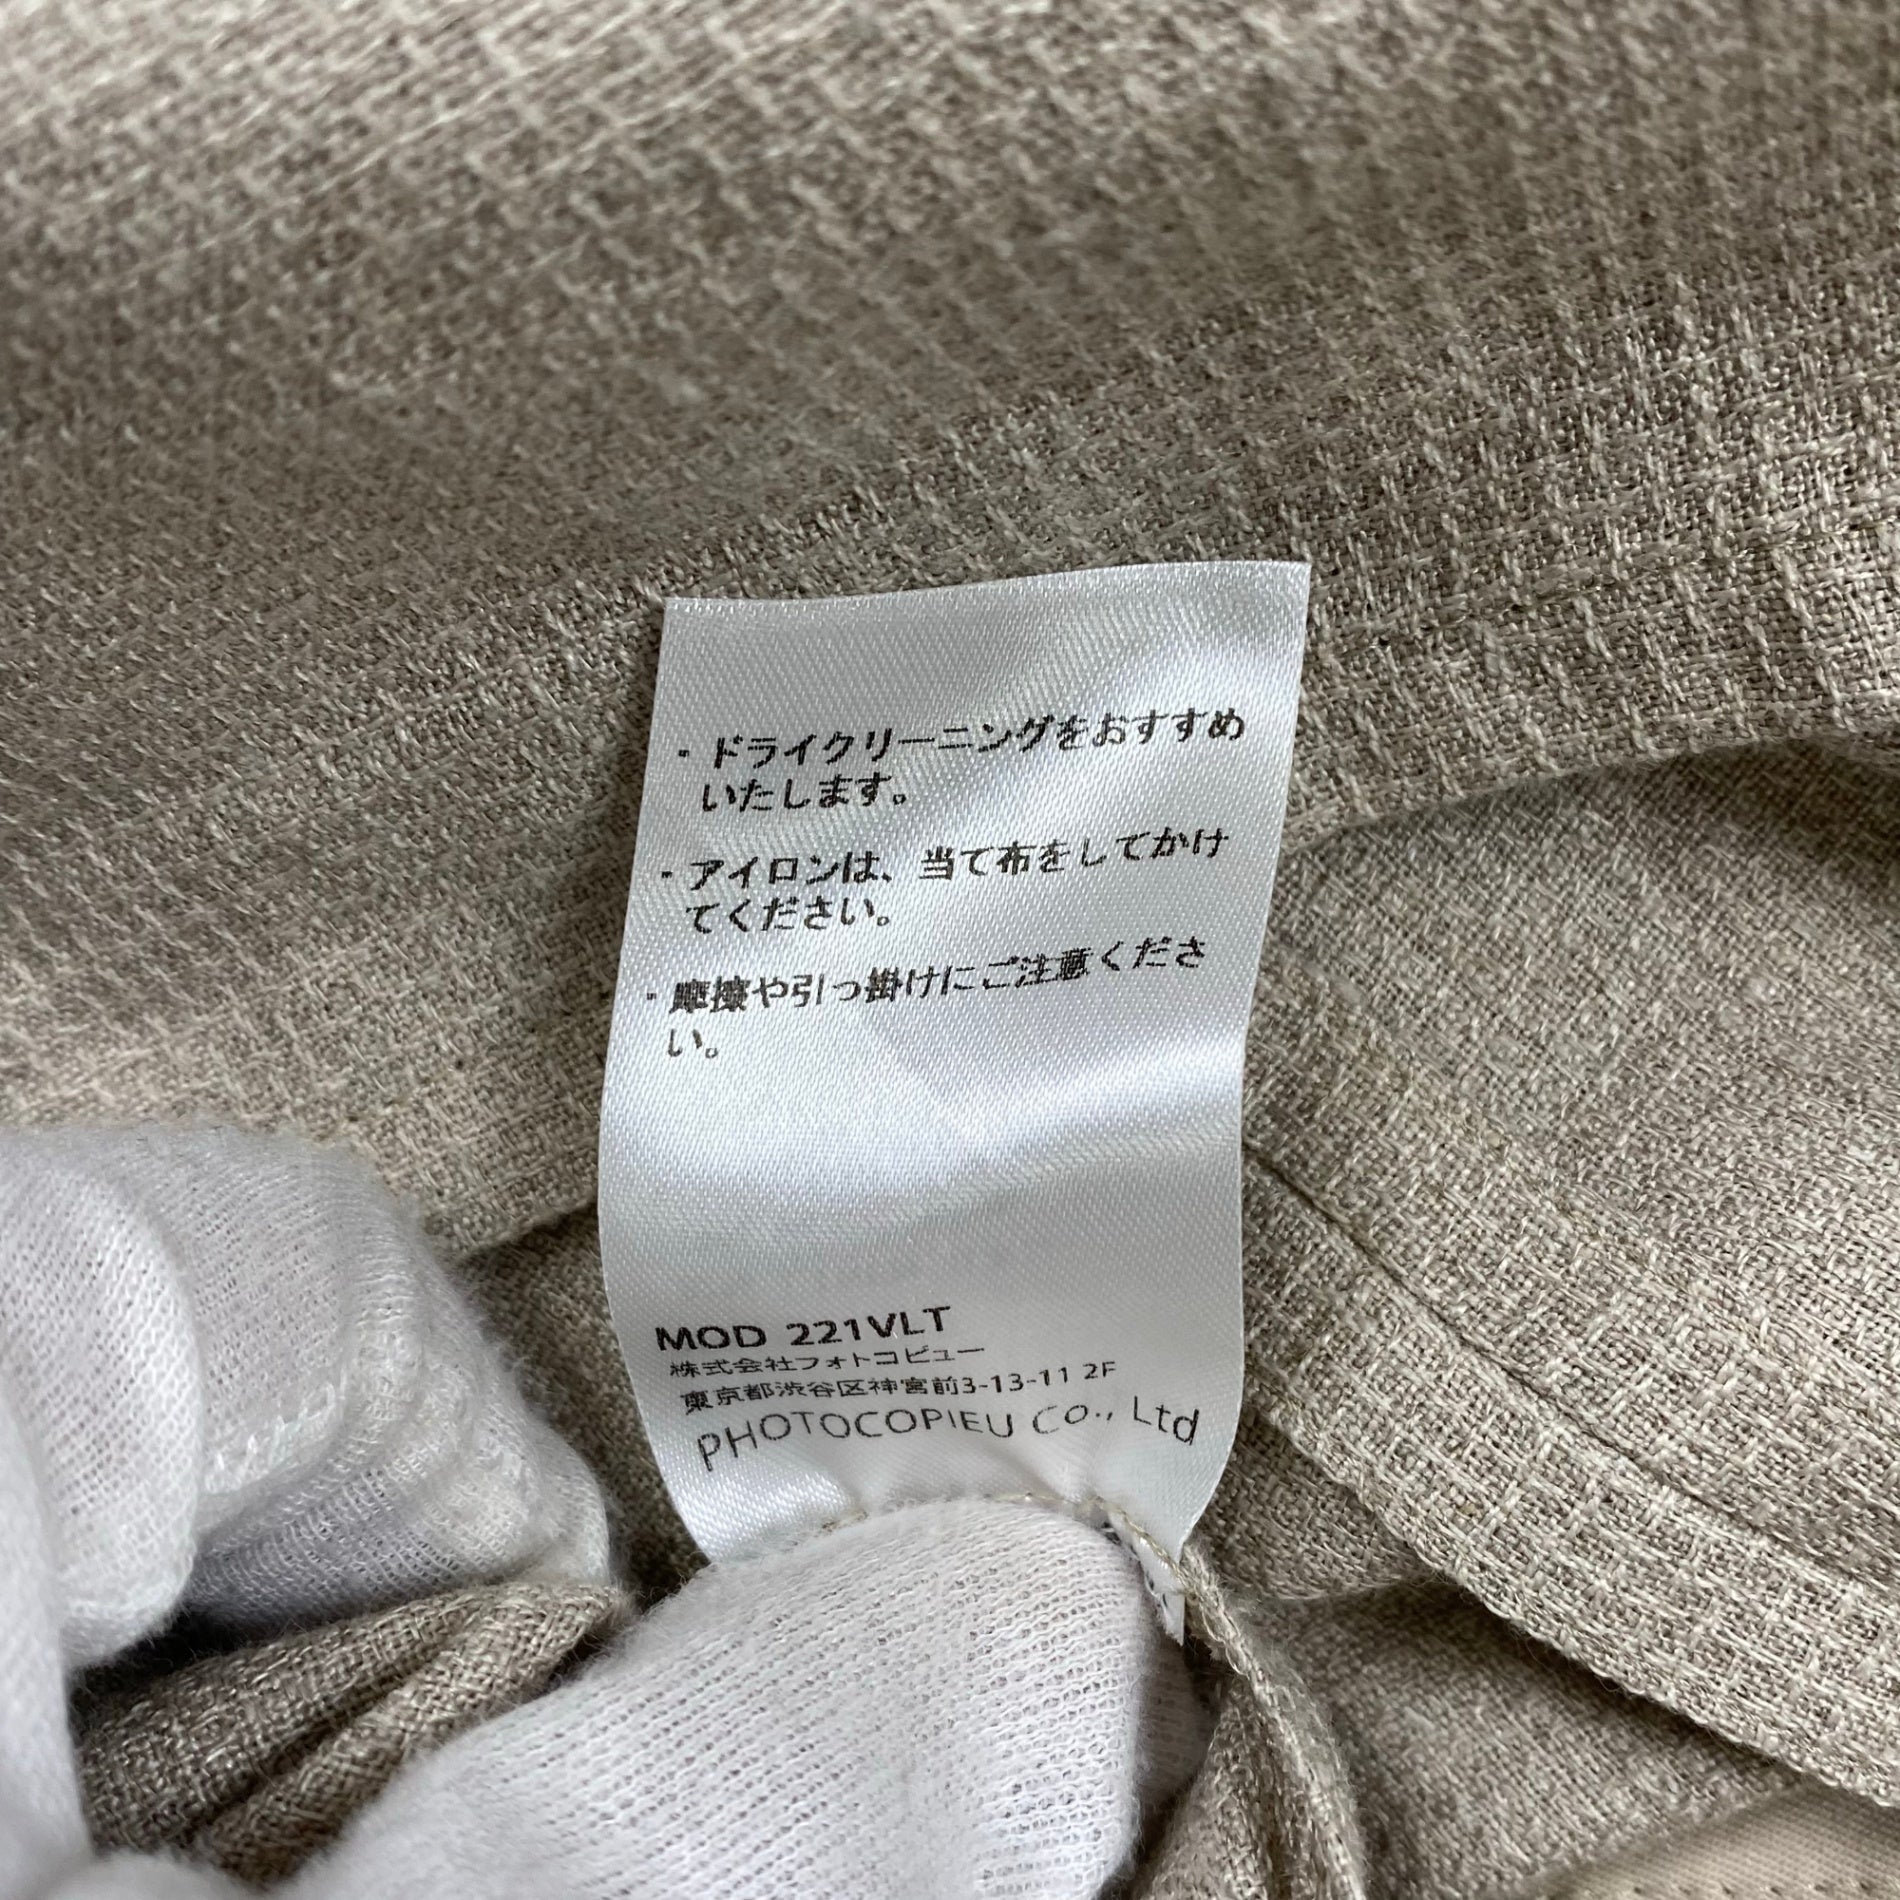 ・ドライクリーニングをおすすめ
いたします。
・アイロンは、当て布をしてかけ
てください。
・摩擦や引っ掛けにご注意くださ
い。
MOD 221VLT
株式会社フォトコピュー
東京都渋谷区神宮前3-13-11 2F
PHOTOCOPIEU Co., Ltd